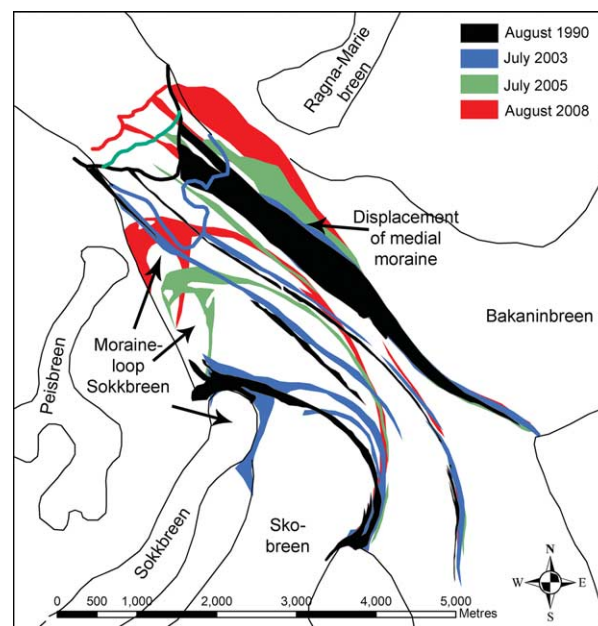 August 1990
July 2003
July 2005
August 2008
Ragna-Marie
breen
Displacement
of medial
moraine
Bakaninbreen
Peisbreen
Moraine-
loop
Sokkbreen
Sokkbreen
Sko-
breen
N
W E
S
0 500 1,000 2,000 3,000 4,000 5,000
Metres